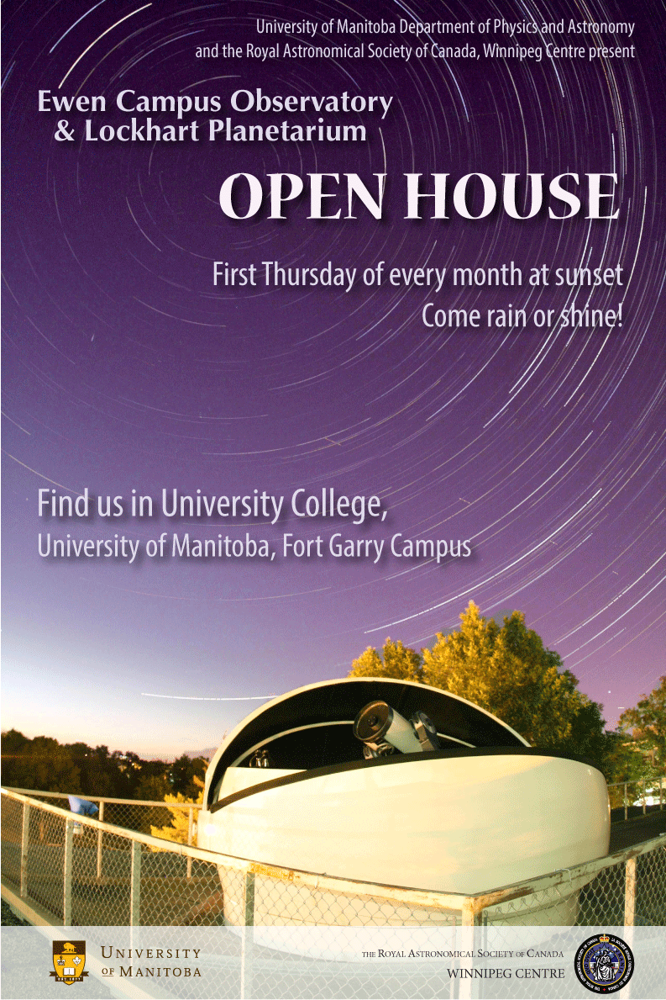 University of Manitoba Department of Physics and Astronomy
and the Royal Astronomical Society of Canada, Winnipeg Centre present
Ewen Campus Observatory
& Lockhart Planetarium
OPEN HOUSE
First Thursday of every month at sunset
Come rain or shine!
Find us in University College,
University of Manitoba, Fort Garry Campus
UNIVERSITY
OF MANITOBA
THE ROYAL ASTRONOMICAL SOCIETY OF CANADA
WINNIPEG CENTRE